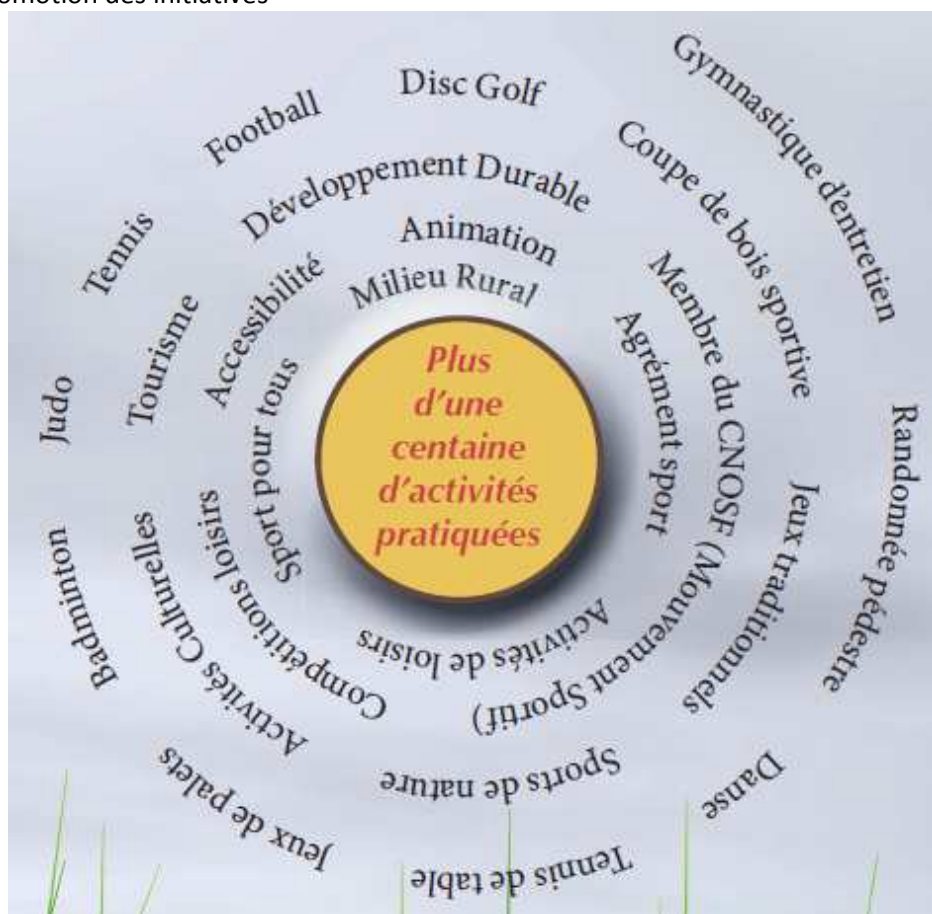 omotion des initiatives
Plus
d'une
centaine
d'activités
pratiquées
Milieu Rural
Agrément sport
Activités de loisirs
Sport pour tous
Animation
Membre du CNOSF (Mouvement Sportif)
Compétitions loisirs
Accessibilité
Développement Durable
Coupe de bois sportive
Jeux traditionnels
Sports de nature
Activités Culturelles
Tourisme
Disc Golf
Gymnastique d'entretien
Randonnée pédestre
Danse
Tennis de table
Jeux de palets
Badminton
Judo
Tennis
Football